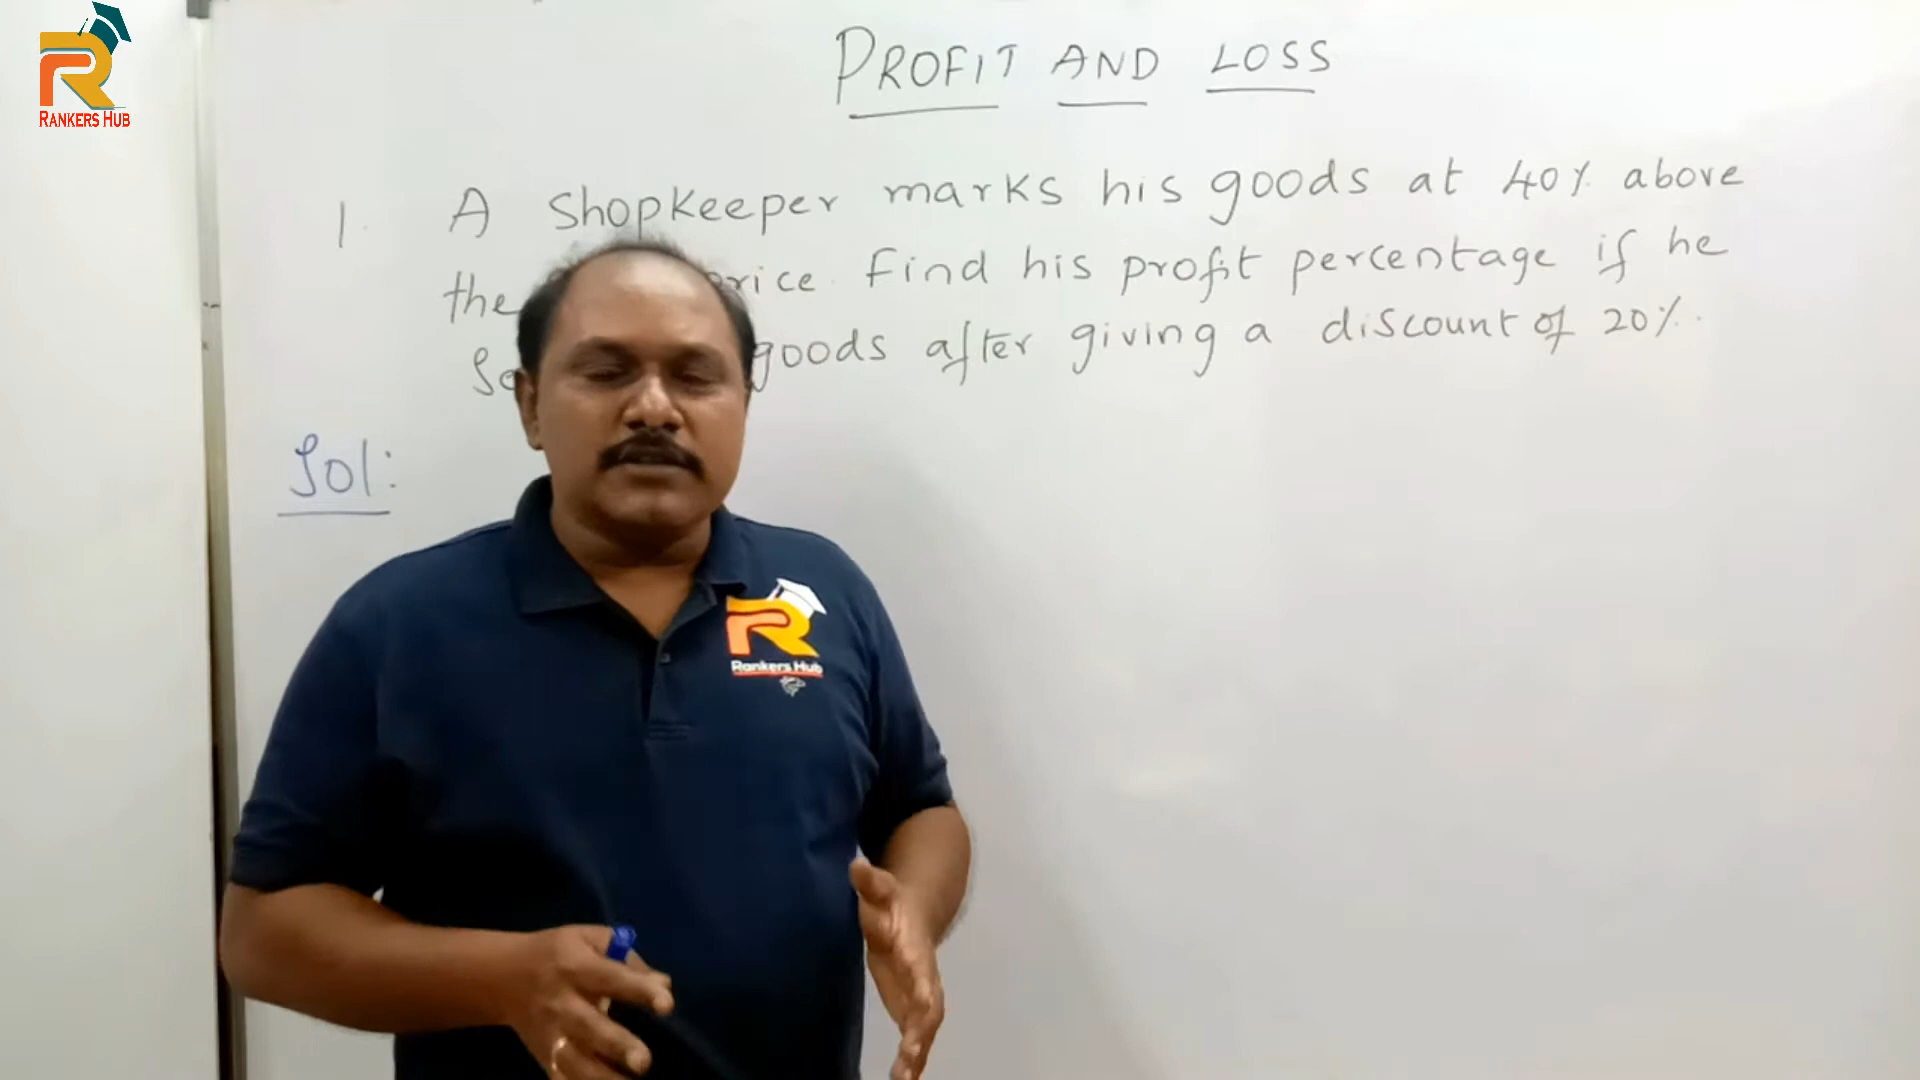 RANKERS HUB
PROFIT AND LOSS
1. A Shopkeeper marks his goods at 40% above
the rice. Find his profit percentage if he
So goods after giving a discount of 20%.
Sol:
Rankers Hub